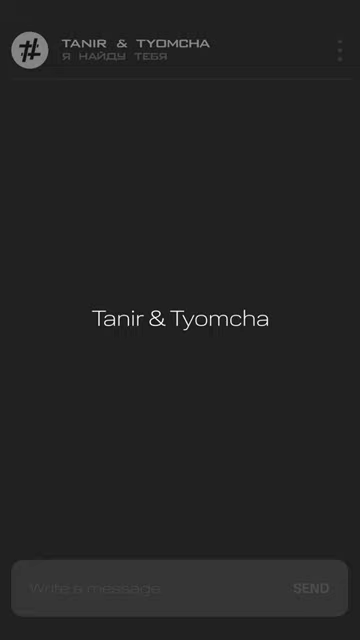 TANIR & TYOMCHA
Я НАЙДУ ТЕБЯ
Tanir & Tyomcha
Write a message
SEND